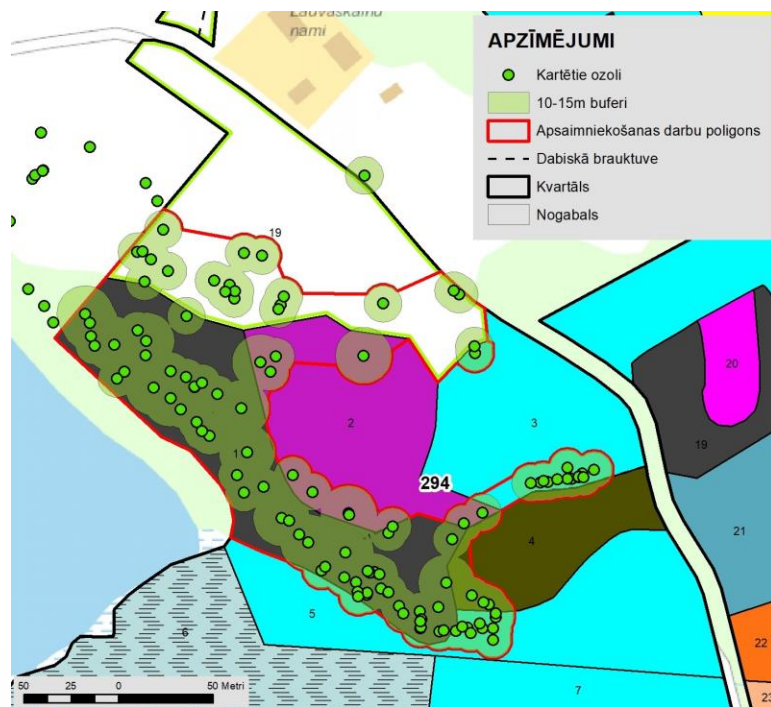 Lauvaskalnu
nami
APZĪMĒJUMI
Kartētie ozoli
10-15m buferi
Apsaimniekošanas darbu poligons
Dabiskā brauktuve
Kvartāls
Nogabals
19
20
19
2
3
1
294
21
4
5
6
22
7
23
50 25 0 50 Metri